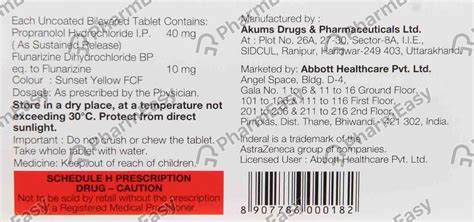 Each Uncoated Bilayered Tablet Contains:
Propranolol Hydrochloride I.P. 40 mg
( As Sustained Release)
Flunarizine Dihydrochloride BP
eq. to Flunarizine 10 mg
Colour : Sunset Yellow FCF
Dosage: As prescribed by the Physician.
Store in a dry place, at a temperature not
exceeding 30°C. Protect from direct
sunlight.
Important : Do not crush or chew the tablet.
Take whole tablet with water.
Medicine: Keep out of reach of children.
SCHEDULE H PRESCRIPTION
DRUG – CAUTION
Not to be sold by retail without the prescription
of a Registered Medical Practitioner
Manufactured by :
Akums Drugs & Pharmaceuticals Ltd.
At : Plot No. 26A, 27-30, Sector-8A, I.I.E.,
SIDCUL, Ranipur, Haridwar-249 403, Uttarakhand.
Marketed by: Abbott Healthcare Pvt. Ltd.
Angel Space, Bldg. D-4,
Gala No. 1 to 6 & 11 to 16 Ground Floor,
101 to 106 & 111 to 116 First Floor,
201 to 206 & 211 to 216 2nd Floor,
Pimplas, Dist. Thane, Bhiwandi - 421 302, India
Inderal is a trademark of the
AstraZeneca group of companies.
Licensed User : Abbott Healthcare Pvt. Ltd.
8 907766 000182
PharmEasy